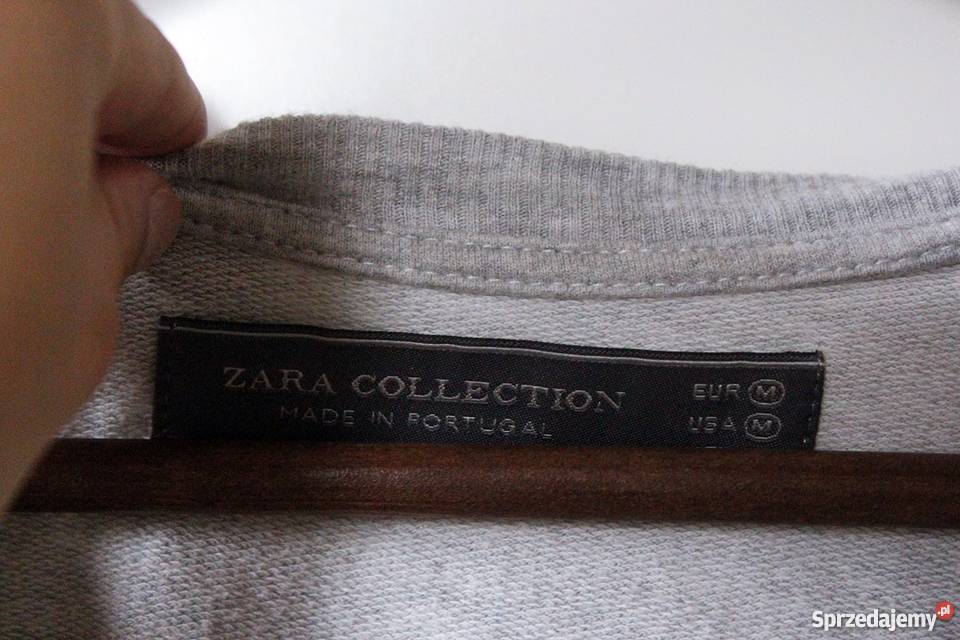 ZARA COLLECTION
MADE IN PORTUGAL
EUR M
USA M
Sprzedajemy.pl